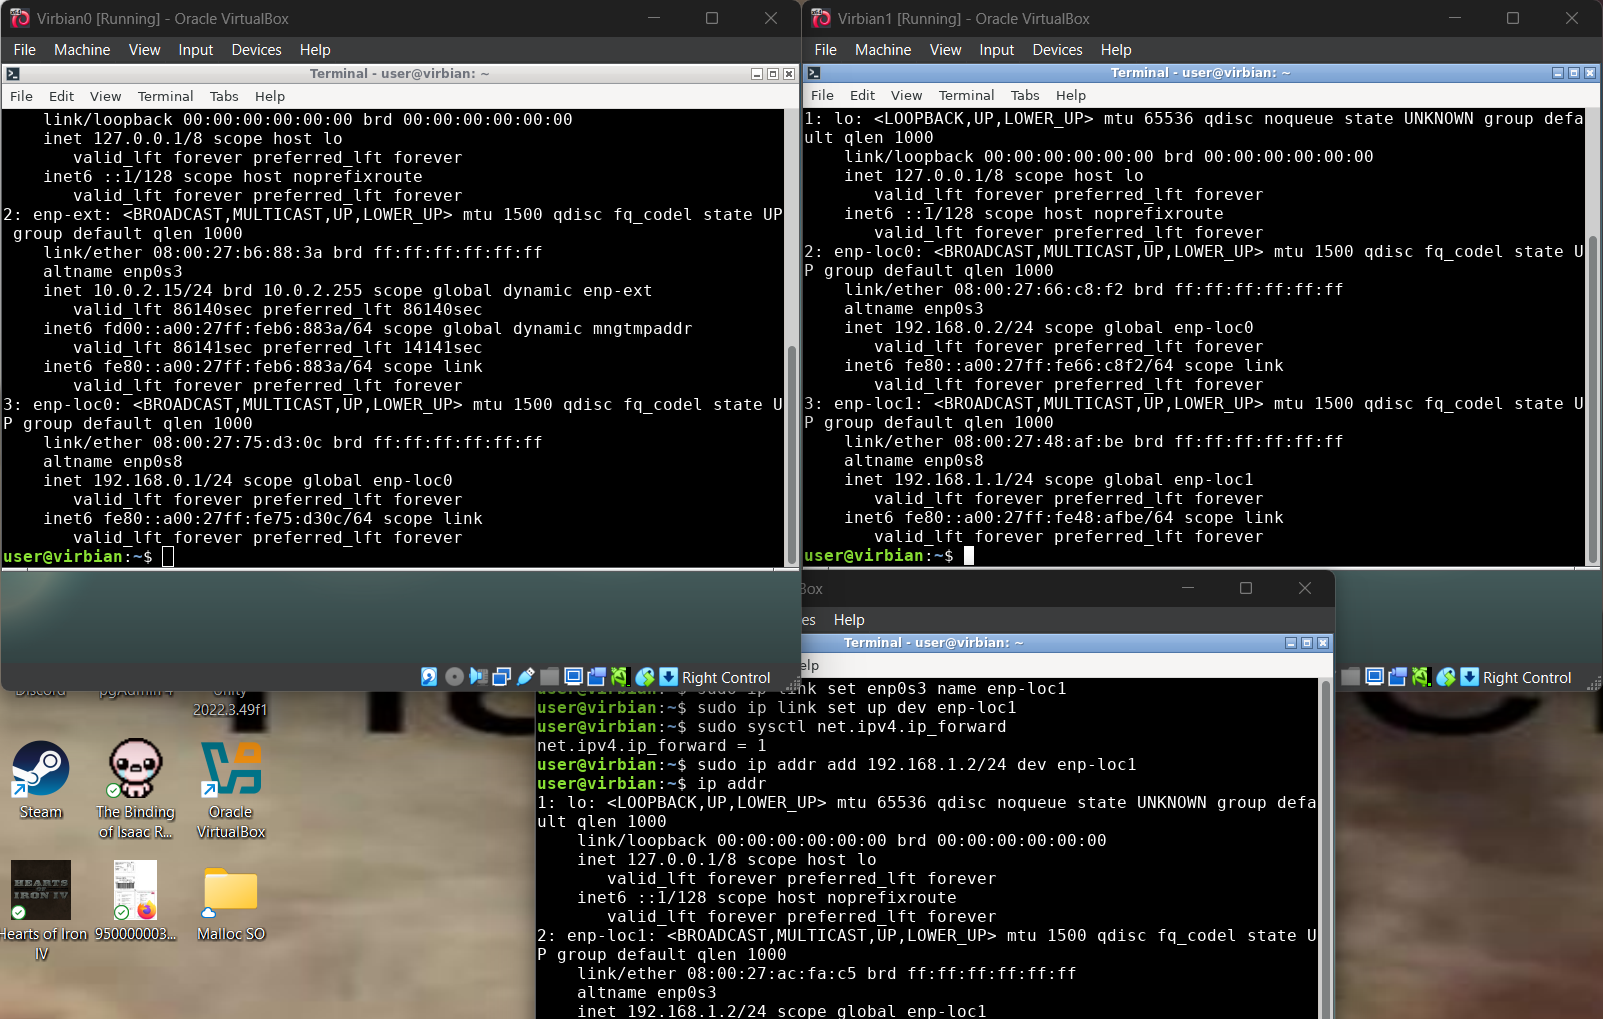 Virbian0 [Running] - Oracle VirtualBox
File Machine View Input Devices Help
Terminal - user@virbian: ~
File Edit View Terminal Tabs Help
link/loopback 00:00:00:00:00:00 brd 00:00:00:00:00:00
inet 127.0.0.1/8 scope host lo
valid_lft forever preferred_lft forever
inet6 ::1/128 scope host noprefixroute
valid_lft forever preferred_lft forever
2: enp-ext: <BROADCAST,MULTICAST,UP,LOWER_UP> mtu 1500 qdisc fq_codel state UP
group default qlen 1000
link/ether 08:00:27:b6:88:3a brd ff:ff:ff:ff:ff:ff
altname enp0s3
inet 10.0.2.15/24 brd 10.0.2.255 scope global dynamic enp-ext
valid_lft 86140sec preferred_lft 86140sec
inet6 fd00::a00:27ff:feb6:883a/64 scope global dynamic mngtmpaddr
valid_lft 86141sec preferred_lft 14141sec
inet6 fe80::a00:27ff:feb6:883a/64 scope link
valid_lft forever preferred_lft forever
3: enp-loc0: <BROADCAST,MULTICAST,UP,LOWER_UP> mtu 1500 qdisc fq_codel state U
P group default qlen 1000
link/ether 08:00:27:75:d3:0c brd ff:ff:ff:ff:ff:ff
altname enp0s8
inet 192.168.0.1/24 scope global enp-loc0
valid_lft forever preferred_lft forever
inet6 fe80::a00:27ff:fe75:d30c/64 scope link
valid_lft forever preferred_lft forever
user@virbian:~$
Right Control
Virbian1 [Running] - Oracle VirtualBox
File Machine View Input Devices Help
Terminal - user@virbian: ~
File Edit View Terminal Tabs Help
1: lo: <LOOPBACK,UP,LOWER_UP> mtu 65536 qdisc noqueue state UNKNOWN group defa
ult qlen 1000
link/loopback 00:00:00:00:00:00 brd 00:00:00:00:00:00
inet 127.0.0.1/8 scope host lo
valid_lft forever preferred_lft forever
inet6 ::1/128 scope host noprefixroute
valid_lft forever preferred_lft forever
2: enp-loc0: <BROADCAST,MULTICAST,UP,LOWER_UP> mtu 1500 qdisc fq_codel state U
P group default qlen 1000
link/ether 08:00:27:66:c8:f2 brd ff:ff:ff:ff:ff:ff
altname enp0s3
inet 192.168.0.2/24 scope global enp-loc0
valid_lft forever preferred_lft forever
inet6 fe80::a00:27ff:fe66:c8f2/64 scope link
valid_lft forever preferred_lft forever
3: enp-loc1: <BROADCAST,MULTICAST,UP,LOWER_UP> mtu 1500 qdisc fq_codel state U
P group default qlen 1000
link/ether 08:00:27:48:af:be brd ff:ff:ff:ff:ff:ff
altname enp0s8
inet 192.168.1.1/24 scope global enp-loc1
valid_lft forever preferred_lft forever
inet6 fe80::a00:27ff:fe48:afbe/64 scope link
valid_lft forever preferred_lft forever
user@virbian:~$
Right Control
Box
es Help
Terminal - user@virbian: ~
elp
user@virbian:~$ sudo ip link set enp0s3 name enp-loc1
user@virbian:~$ sudo ip link set up dev enp-loc1
user@virbian:~$ sudo sysctl net.ipv4.ip_forward
net.ipv4.ip_forward = 1
user@virbian:~$ sudo ip addr add 192.168.1.2/24 dev enp-loc1
user@virbian:~$ ip addr
1: lo: <LOOPBACK,UP,LOWER_UP> mtu 65536 qdisc noqueue state UNKNOWN group defa
ult qlen 1000
link/loopback 00:00:00:00:00:00 brd 00:00:00:00:00:00
inet 127.0.0.1/8 scope host lo
valid_lft forever preferred_lft forever
inet6 ::1/128 scope host noprefixroute
valid_lft forever preferred_lft forever
2: enp-loc1: <BROADCAST,MULTICAST,UP,LOWER_UP> mtu 1500 qdisc fq_codel state U
P group default qlen 1000
link/ether 08:00:27:ac:fa:c5 brd ff:ff:ff:ff:ff:ff
altname enp0s3
inet 192.168.1.2/24 scope global enp-loc1
Discord pgAdmin 4 Unity
2022.3.49f1
Steam
The Binding
of Isaac R...
Oracle
VirtualBox
HEARTS
OF
IRON IV
Hearts of Iron
IV
950000003...
Malloc SO